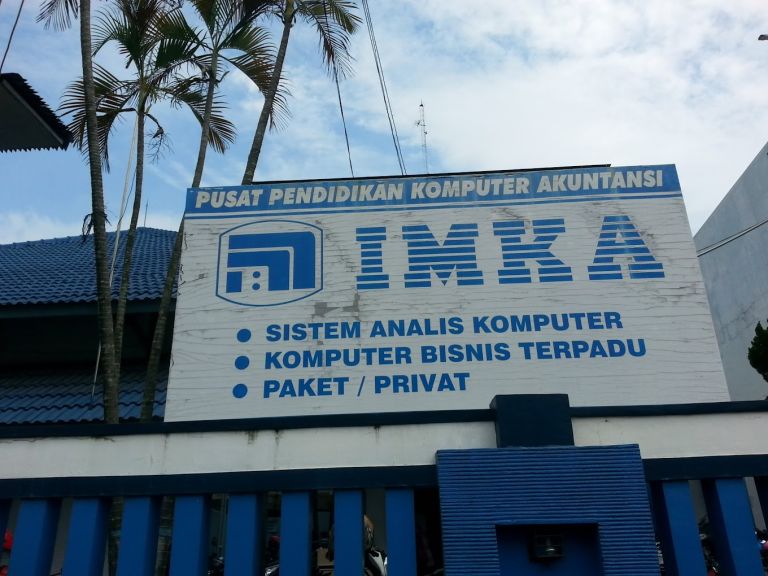 PUSAT PENDIDIKAN KOMPUTER AKUNTANSI
IMKA
• SISTEM ANALIS KOMPUTER
• KOMPUTER BISNIS TERPADU
• PAKET / PRIVAT